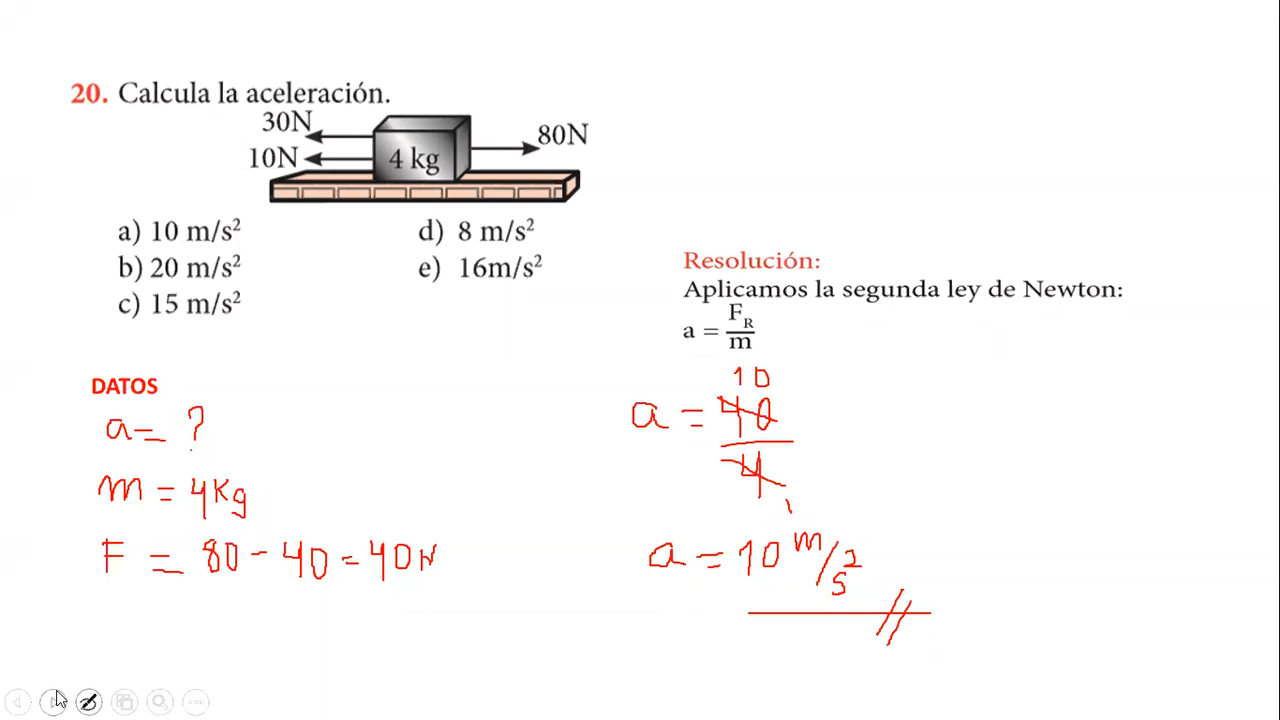 20. Calcula la aceleración.
30N
80N
10N
4 kg
a) 10 m/s²
d) 8 m/s²
b) 20 m/s²
e) 16m/s²
c) 15 m/s²
Resolución:
Aplicamos la segunda ley de Newton:
a = F_R/m
DATOS
a = ?
m = 4Kg
F = 80 - 40 = 40N
10
a = 40
4
1
a = 10 m/s²